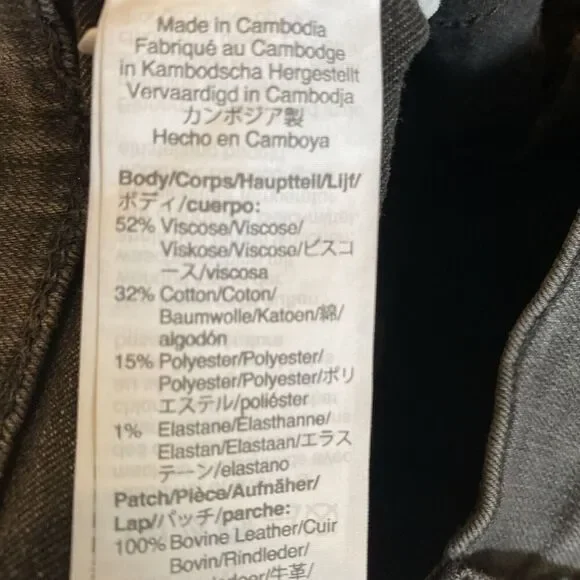 Made in Cambodia
Fabriqué au Cambodge
in Kambodscha Hergestellt
Vervaardigd in Cambodja
カンボジア製
Hecho en Camboya
Body/Corps/Hauptteil/Lijf/
ボディ/cuerpo:
52% Viscose/Viscose/
Viskose/Viscose/ビスコ
ース/viscosa
32% Cotton/Coton/
Baumwolle/Katoen/綿/
algodón
15% Polyester/Polyester/
Polyester/Polyester/ポリ
エステル/poliéster
1% Elastane/Elasthanne/
Elastan/Elastaan/エラス
テーン/elastano
Patch/Pièce/Aufnäher/
Lap/パッチ/parche:
100% Bovine Leather/Cuir
Bovin/Rindleder/
/牛革/